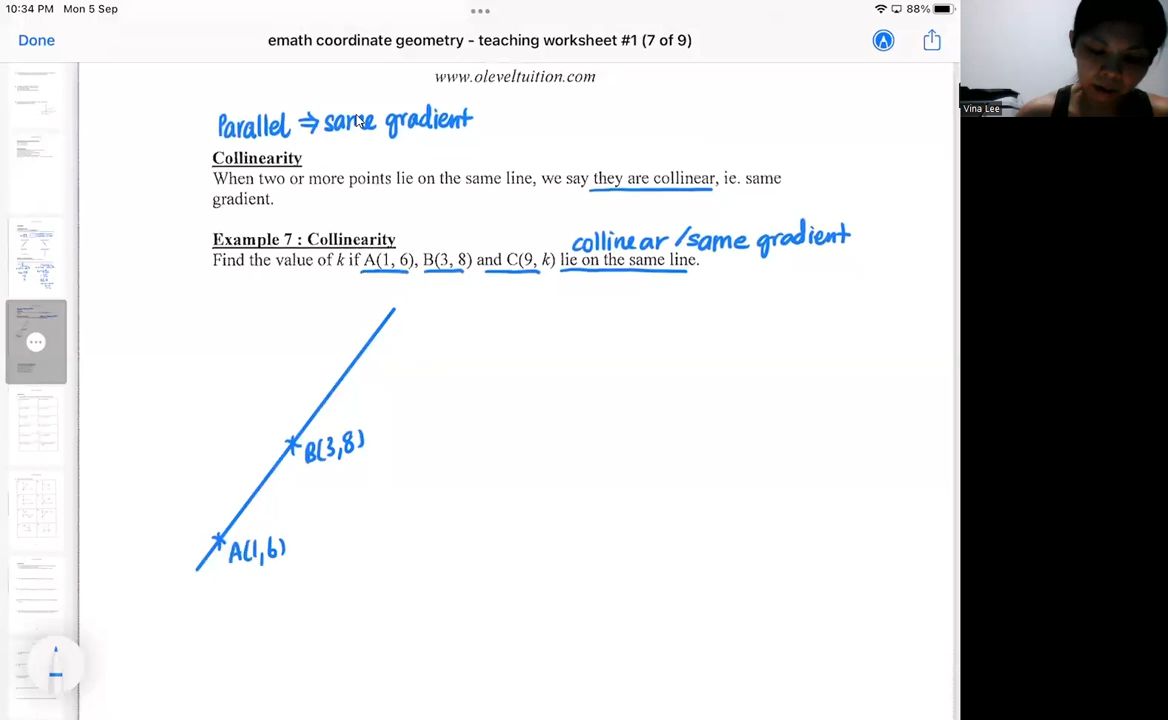 10:34 PM Mon 5 Sep
88%
Done
emath coordinate geometry - teaching worksheet #1 (7 of 9)
Vina Lee
www.oleveltuition.com
Parallel ⇒ same gradient
Collinearity
When two or more points lie on the same line, we say they are collinear, ie. same
gradient.
Example 7 : Collinearity
collinear / same gradient
Find the value of k if A(1, 6), B(3, 8) and C(9, k) lie on the same line.
B(3,8)
A(1,6)